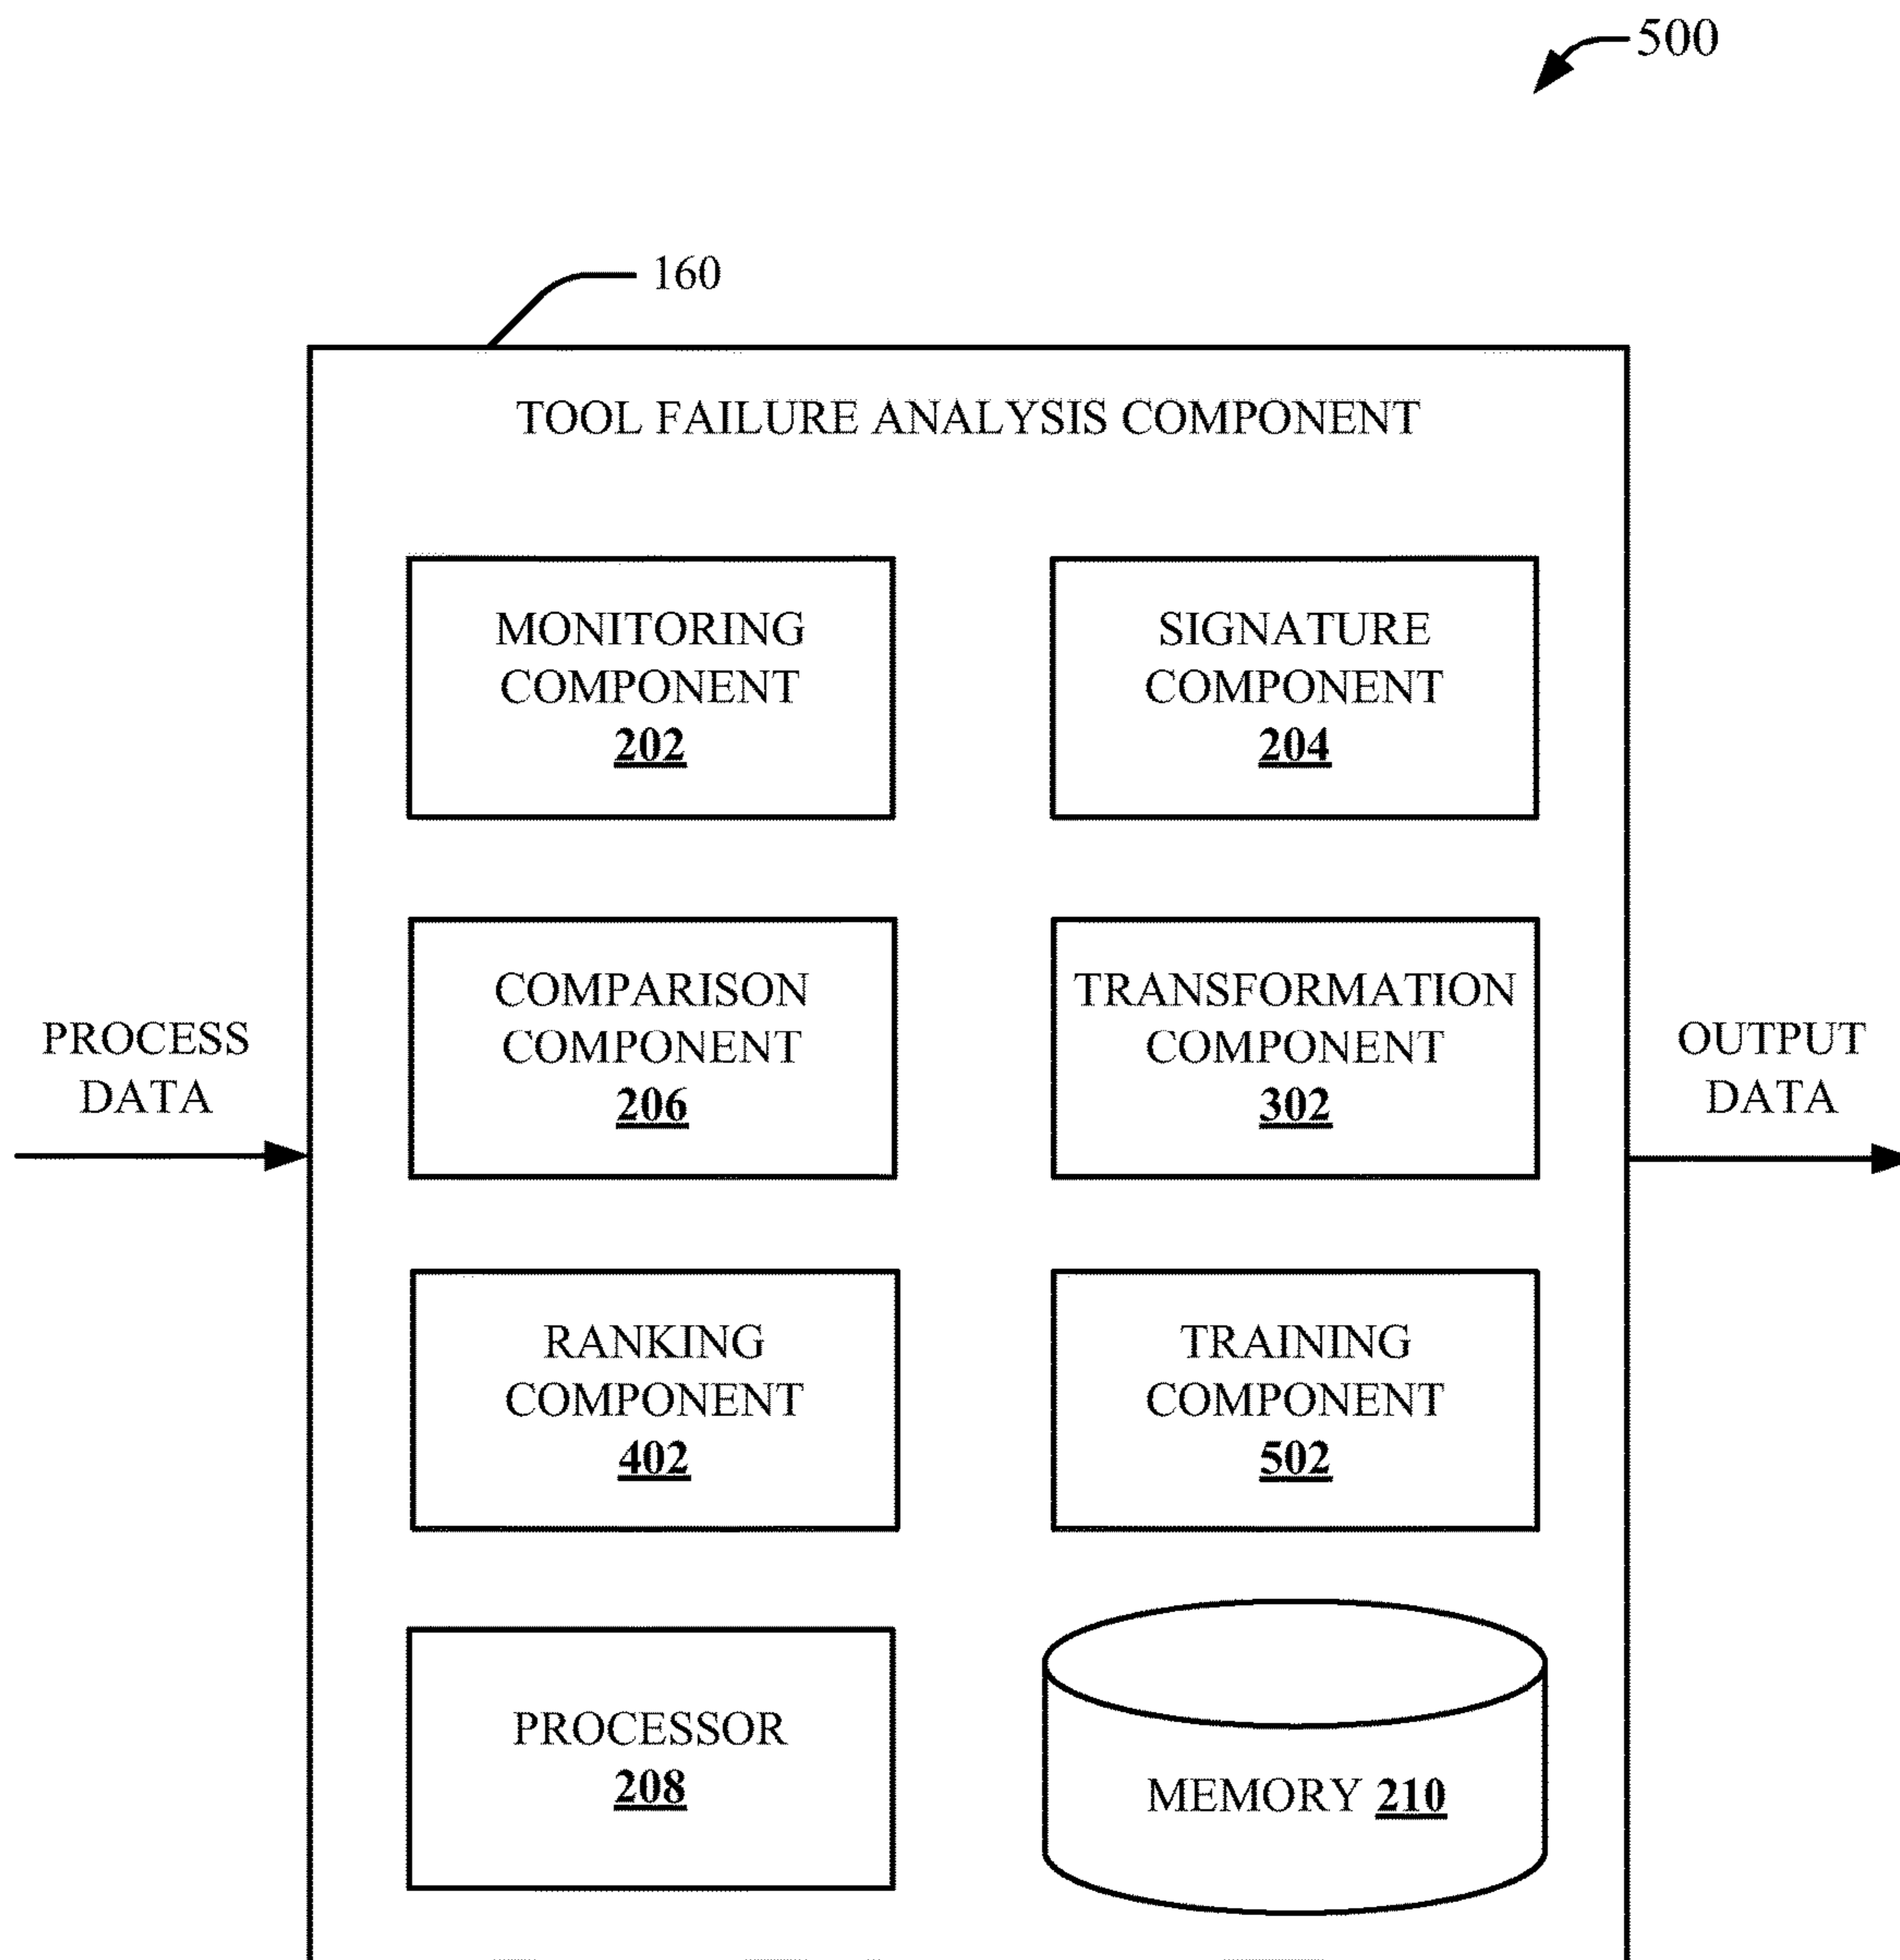 500
160
TOOL FAILURE ANALYSIS COMPONENT
MONITORING
COMPONENT
202
SIGNATURE
COMPONENT
204
COMPARISON
COMPONENT
206
TRANSFORMATION
COMPONENT
302
PROCESS
DATA
OUTPUT
DATA
RANKING
COMPONENT
402
TRAINING
COMPONENT
502
PROCESSOR
208
MEMORY 210